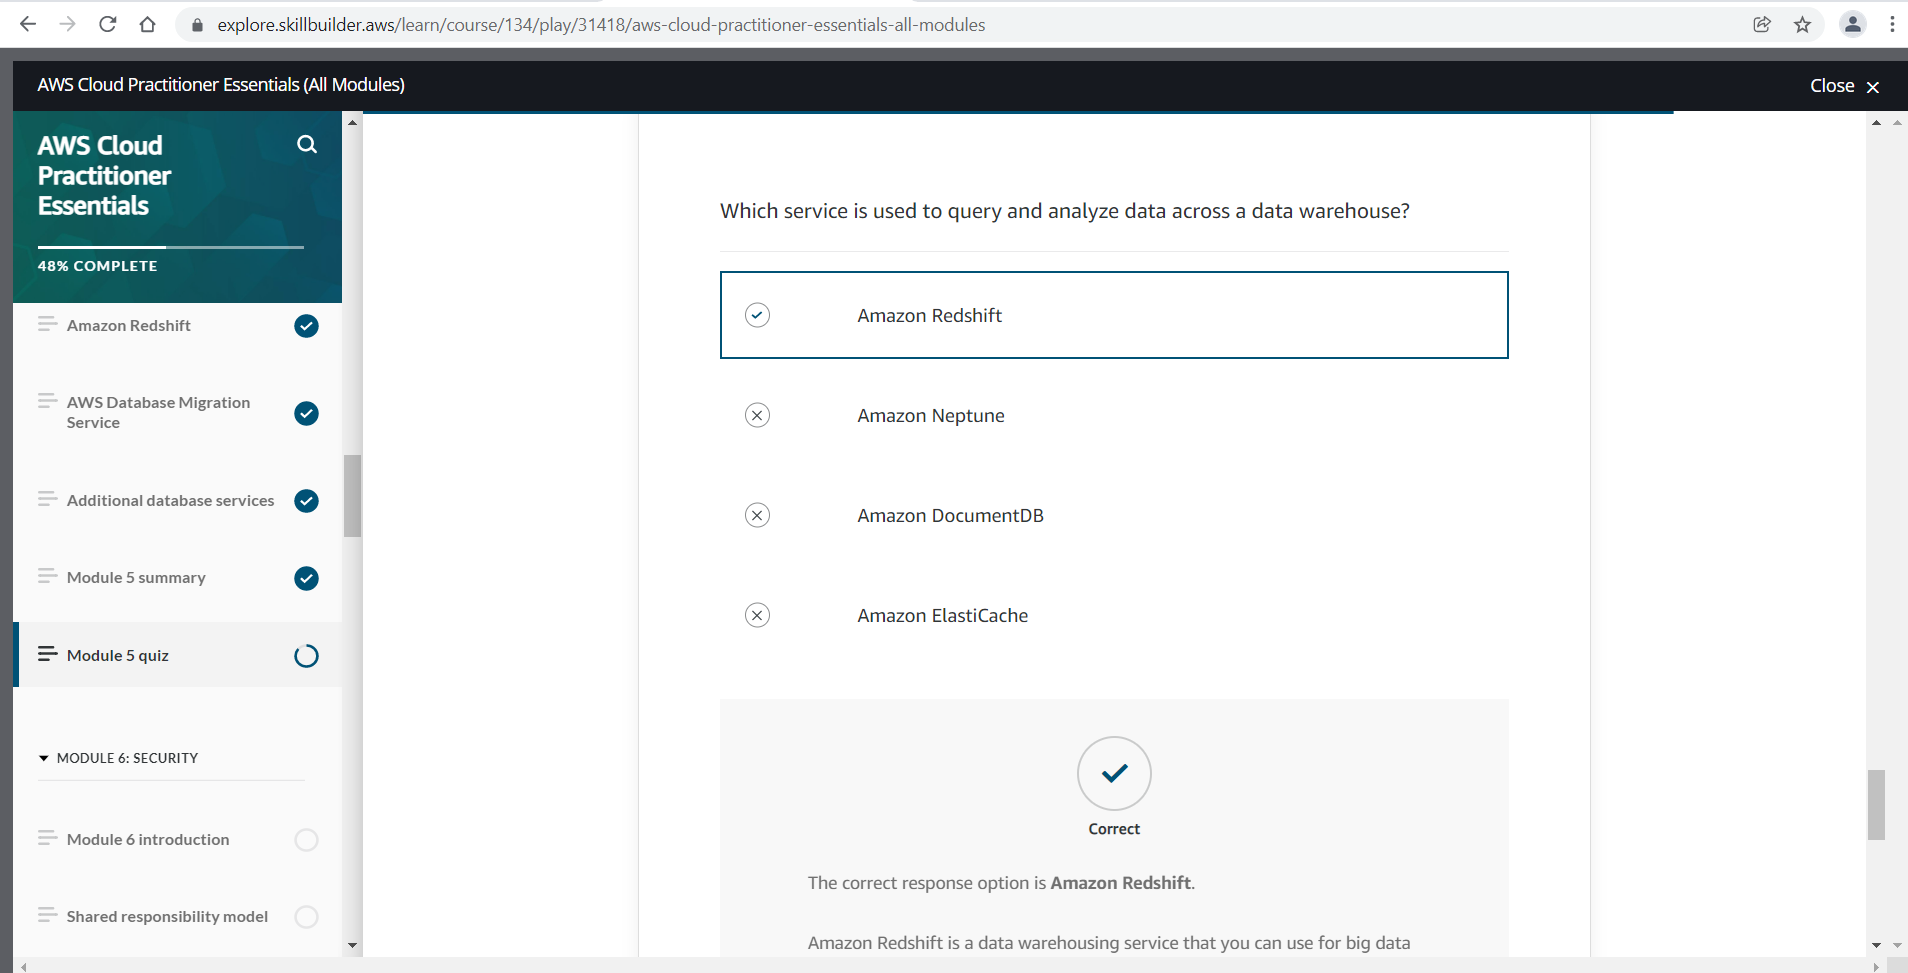 explore.skillbuilder.aws/learn/course/134/play/31418/aws-cloud-practitioner-essentials-all-modules
AWS Cloud Practitioner Essentials (All Modules)
Close
AWS Cloud
Practitioner
Essentials
48% COMPLETE
Amazon Redshift
AWS Database Migration
Service
Additional database services
Module 5 summary
Module 5 quiz
MODULE 6: SECURITY
Module 6 introduction
Shared responsibility model
Which service is used to query and analyze data across a data warehouse?
Amazon Redshift
Amazon Neptune
Amazon DocumentDB
Amazon ElastiCache
Correct
The correct response option is Amazon Redshift.
Amazon Redshift is a data warehousing service that you can use for big data